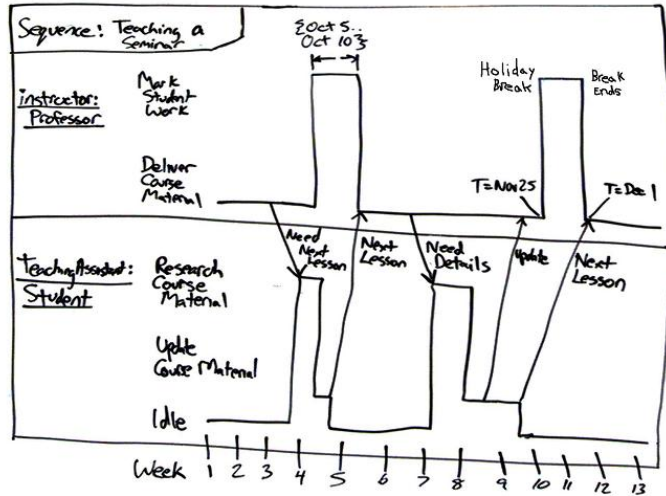 Sequence: Teaching a
Seminar
{Oct 5..
Oct 10}
instructor:
Professor
Mark
Student
Work
Holiday
Break
Break
Ends
Deliver
Course
Material
T=Nov 25
T=Dec 1
Need
Next
Lesson
Next
Lesson
Need
Details
Update
Next
Lesson
Teaching Assistant:
Student
Research
Course
Material
Update
Course Material
Idle
Week
1 2 3 4 5 6 7 8 9 10 11 12 13